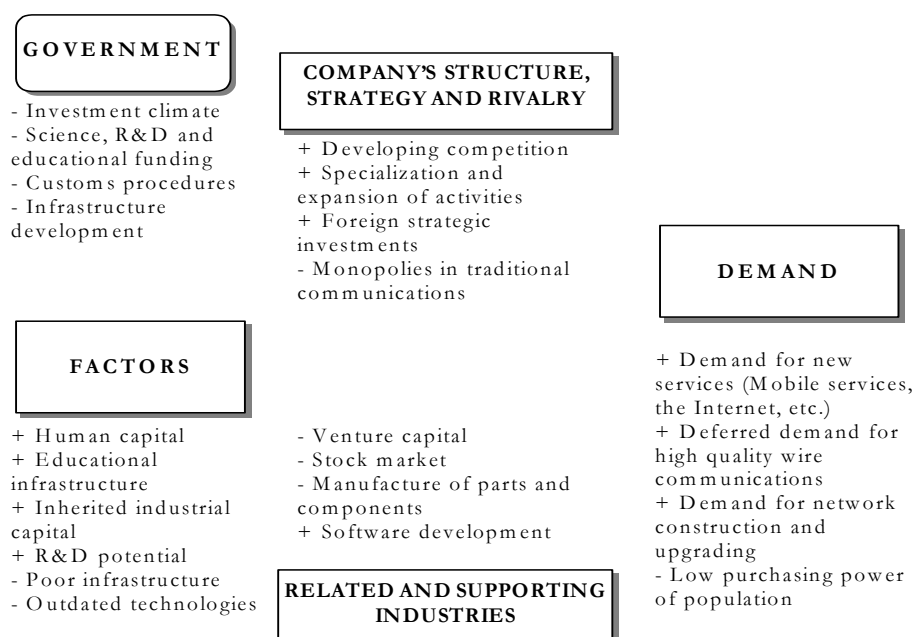 GOVERNMENT
- Investment climate
- Science, R&D and
educational funding
- Customs procedures
- Infrastructure
development
COMPANY'S STRUCTURE,
STRATEGY AND RIVALRY
+ Developing competition
+ Specialization and
expansion of activities
+ Foreign strategic
investments
- Monopolies in traditional
communications
DEMAND
+ Demand for new
services (Mobile services,
the Internet, etc.)
+ Deferred demand for
high quality wire
communications
+ Demand for network
construction and
upgrading
- Low purchasing power
of population
FACTORS
+ Human capital
+ Educational
infrastructure
+ Inherited industrial
capital
+ R&D potential
- Poor infrastructure
- Outdated technologies
- Venture capital
- Stock market
- Manufacture of parts and
components
+ Software development
RELATED AND SUPPORTING
INDUSTRIES